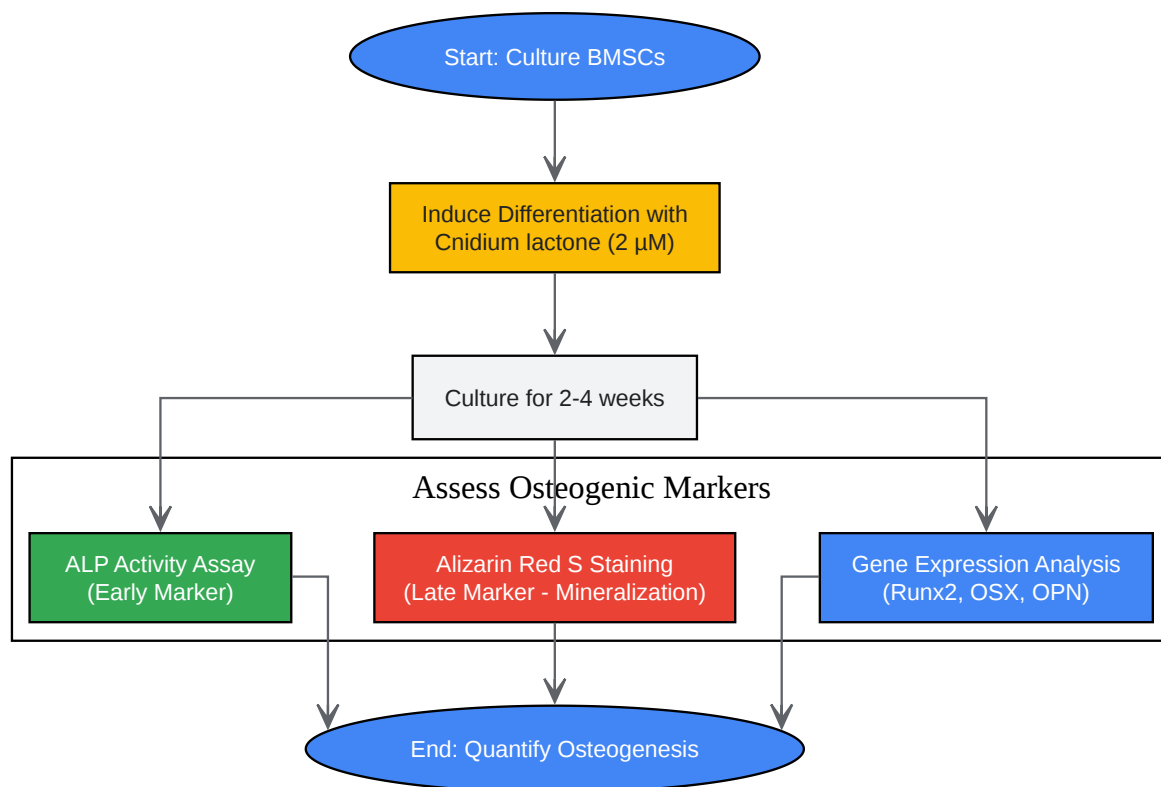 Start: Culture BMSCs
Induce Differentiation with
Cnidium lactone (2 µM)
Culture for 2-4 weeks
Assess Osteogenic Markers
ALP Activity Assay
(Early Marker)
Alizarin Red S Staining
(Late Marker - Mineralization)
Gene Expression Analysis
(Runx2, OSX, OPN)
End: Quantify Osteogenesis